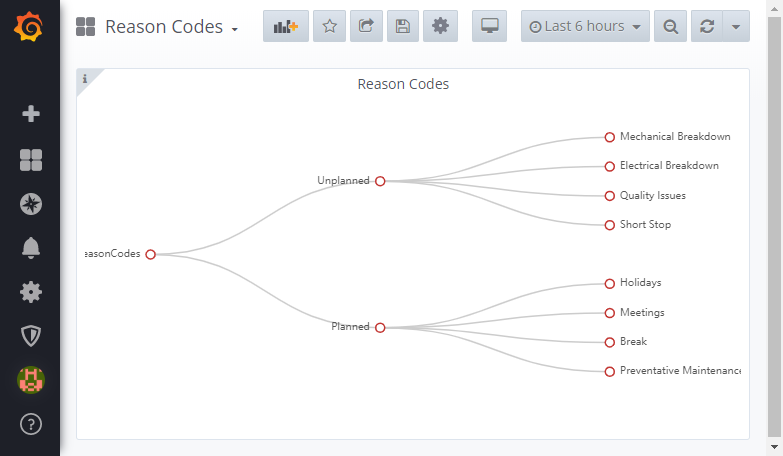 Reason Codes
Last 6 hours
i
Reason Codes
Mechanical Breakdown
Electrical Breakdown
Unplanned
Quality Issues
Short Stop
easonCodes
Holidays
Meetings
Planned
Break
Preventative Maintenance
?